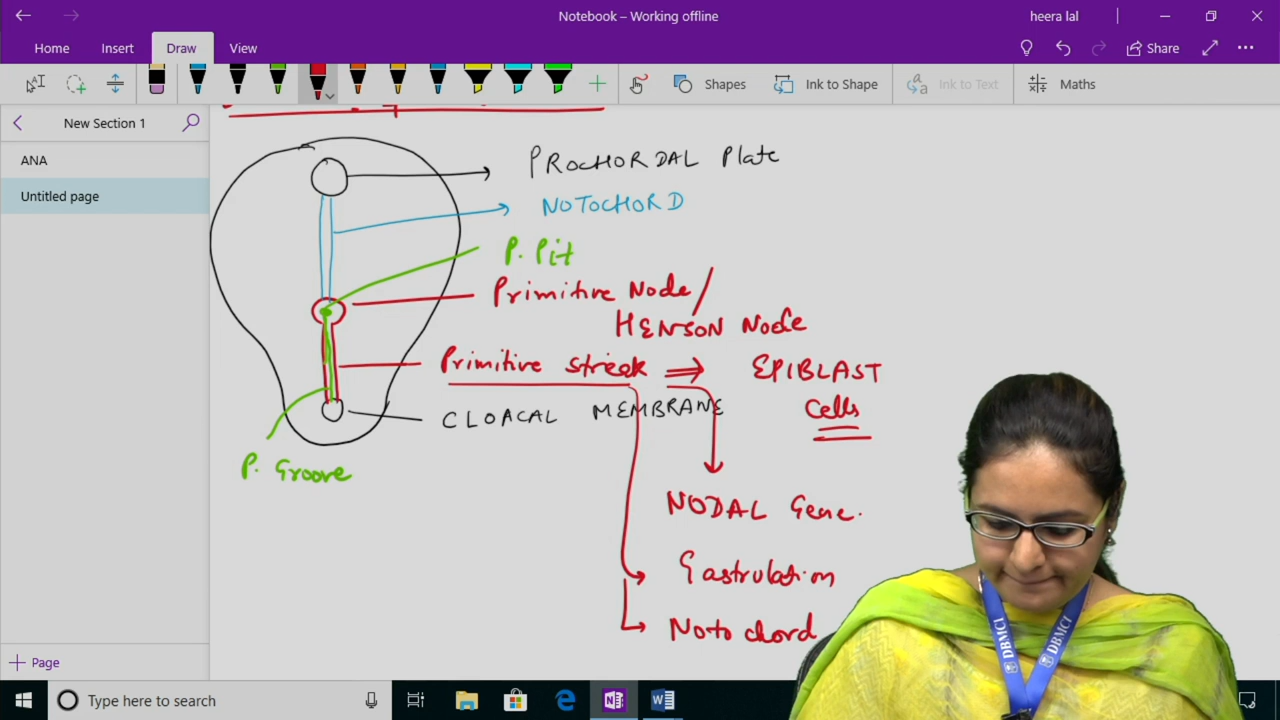 Notebook – Working offline
heera lal
Home Insert Draw View
Share
Shapes
Ink to Shape
Ink to Text
Maths
New Section 1
ANA
Untitled page
PROCHORDAL Plate
NOTOCHORD
P. Pit
Primitive Node/
HENSON Node
Primitive streak ⇒ EPIBLAST
Cells
CLOACAL MEMBRANE
P. Groove
NODAL Gene.
Gastrulation
Notochord
DBMCI
DBMCI
+ Page
Type here to search